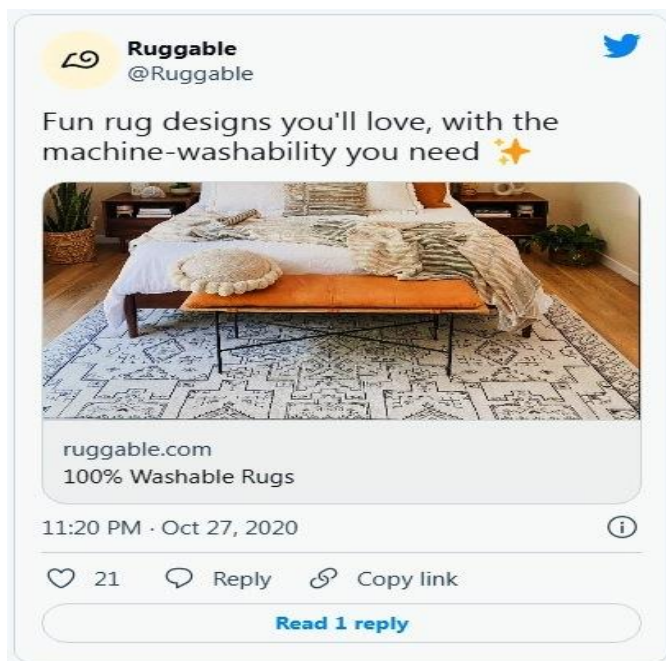 Ruggable
@Ruggable
Fun rug designs you'll love, with the
machine-washability you need ✨
ruggable.com
100% Washable Rugs
11:20 PM · Oct 27, 2020
21 Reply Copy link
Read 1 reply